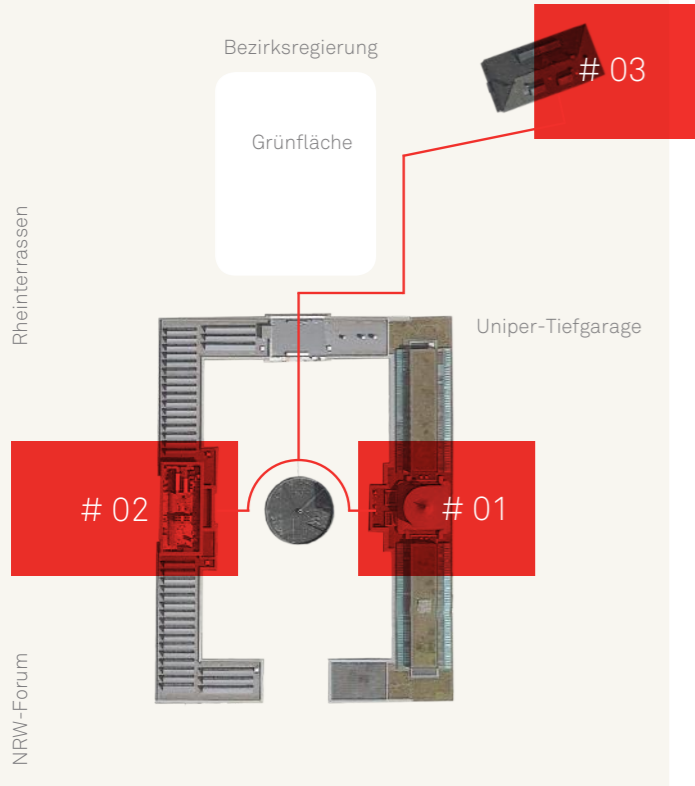 Bezirksregierung
# 03
Grünfläche
Rheinterrassen
Uniper-Tiefgarage
# 02
# 01
NRW-Forum